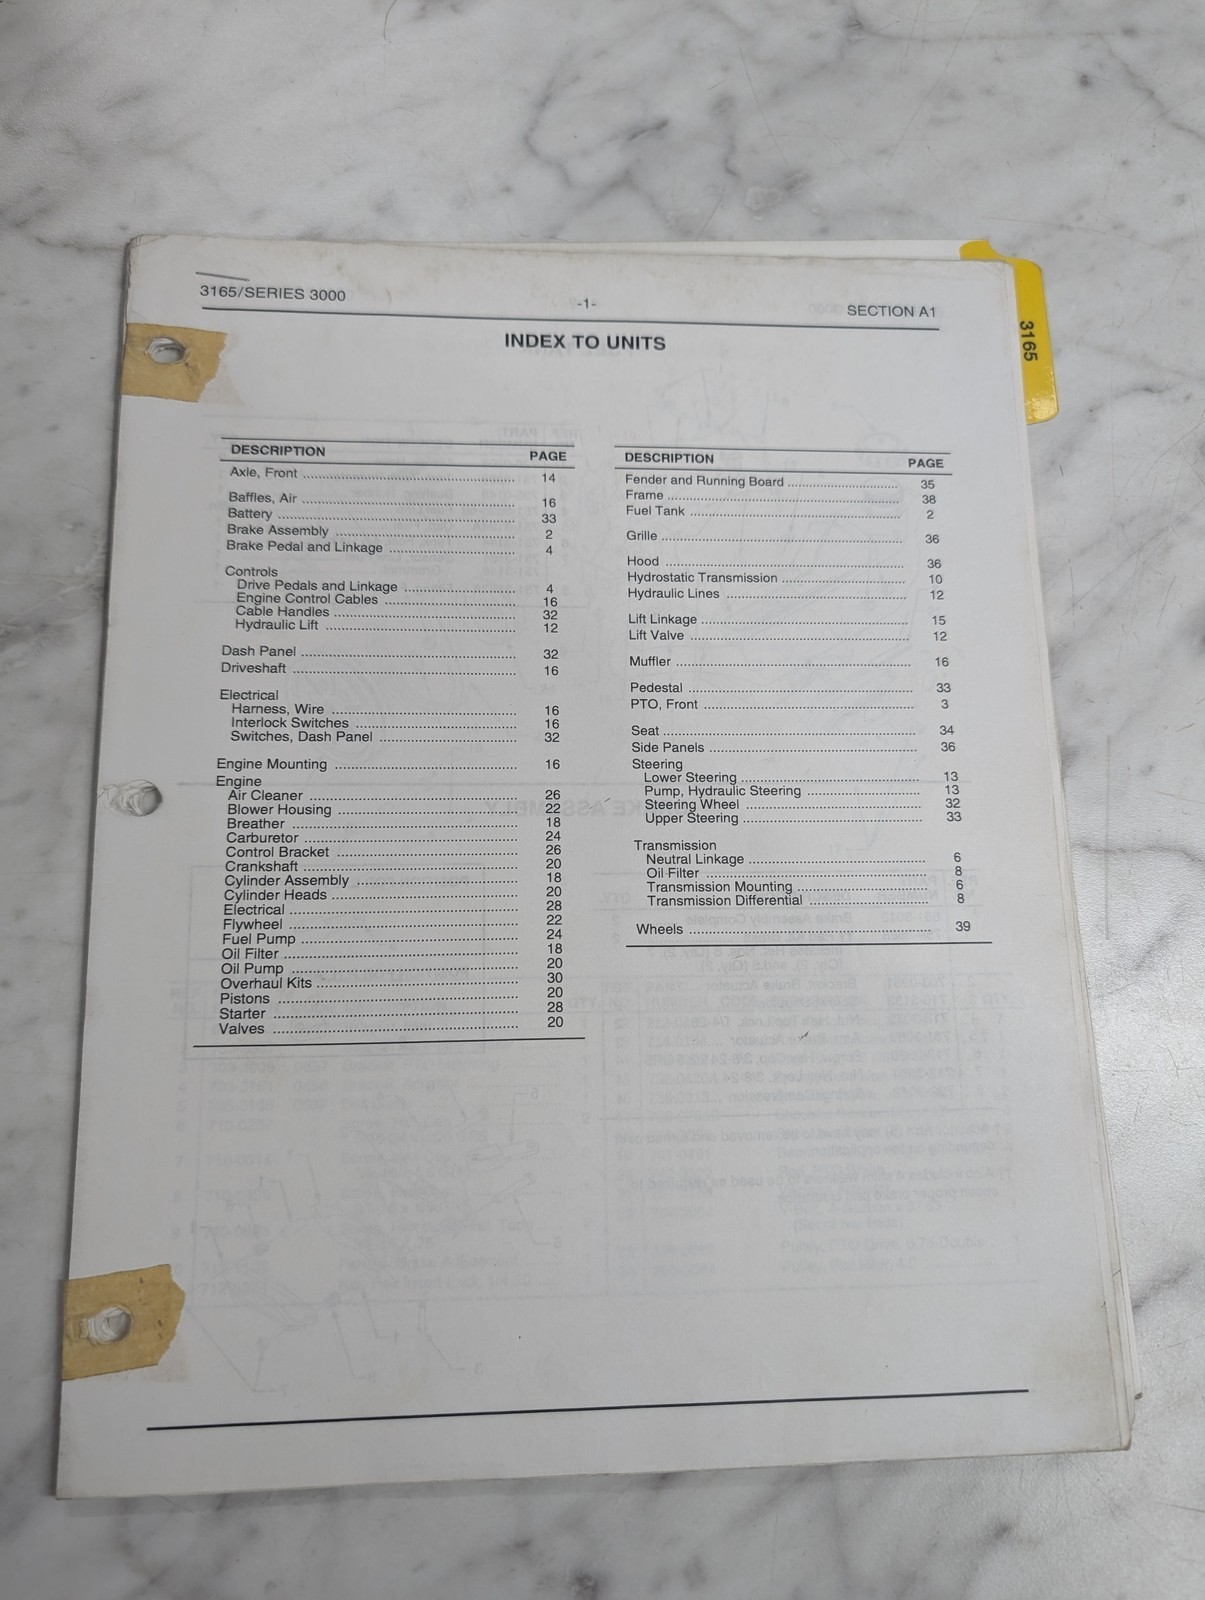 3165/SERIES 3000
-1-
SECTION A1
3165
INDEX TO UNITS
DESCRIPTION PAGE
Axle, Front 14
Baffles, Air 16
Battery 33
Brake Assembly 2
Brake Pedal and Linkage 4
Controls
Drive Pedals and Linkage 4
Engine Control Cables 16
Cable Handles 32
Hydraulic Lift 12
Dash Panel 32
Driveshaft 16
Electrical
Harness, Wire 16
Interlock Switches 16
Switches, Dash Panel 32
Engine Mounting 16
Engine
Air Cleaner 26
Blower Housing 22
Breather 18
Carburetor 24
Control Bracket 26
Crankshaft 20
Cylinder Assembly 18
Cylinder Heads 20
Electrical 28
Flywheel 22
Fuel Pump 24
Oil Filter 18
Oil Pump 20
Overhaul Kits 30
Pistons 20
Starter 28
Valves 20
DESCRIPTION PAGE
Fender and Running Board 35
Frame 38
Fuel Tank 2
Grille 36
Hood 36
Hydrostatic Transmission 10
Hydraulic Lines 12
Lift Linkage 15
Lift Valve 12
Muffler 16
Pedestal 33
PTO, Front 3
Seat 34
Side Panels 36
Steering
Lower Steering 13
Pump, Hydraulic Steering 13
Steering Wheel 32
Upper Steering 33
Transmission
Neutral Linkage 6
Oil Filter 8
Transmission Mounting 6
Transmission Differential 8
Wheels 39